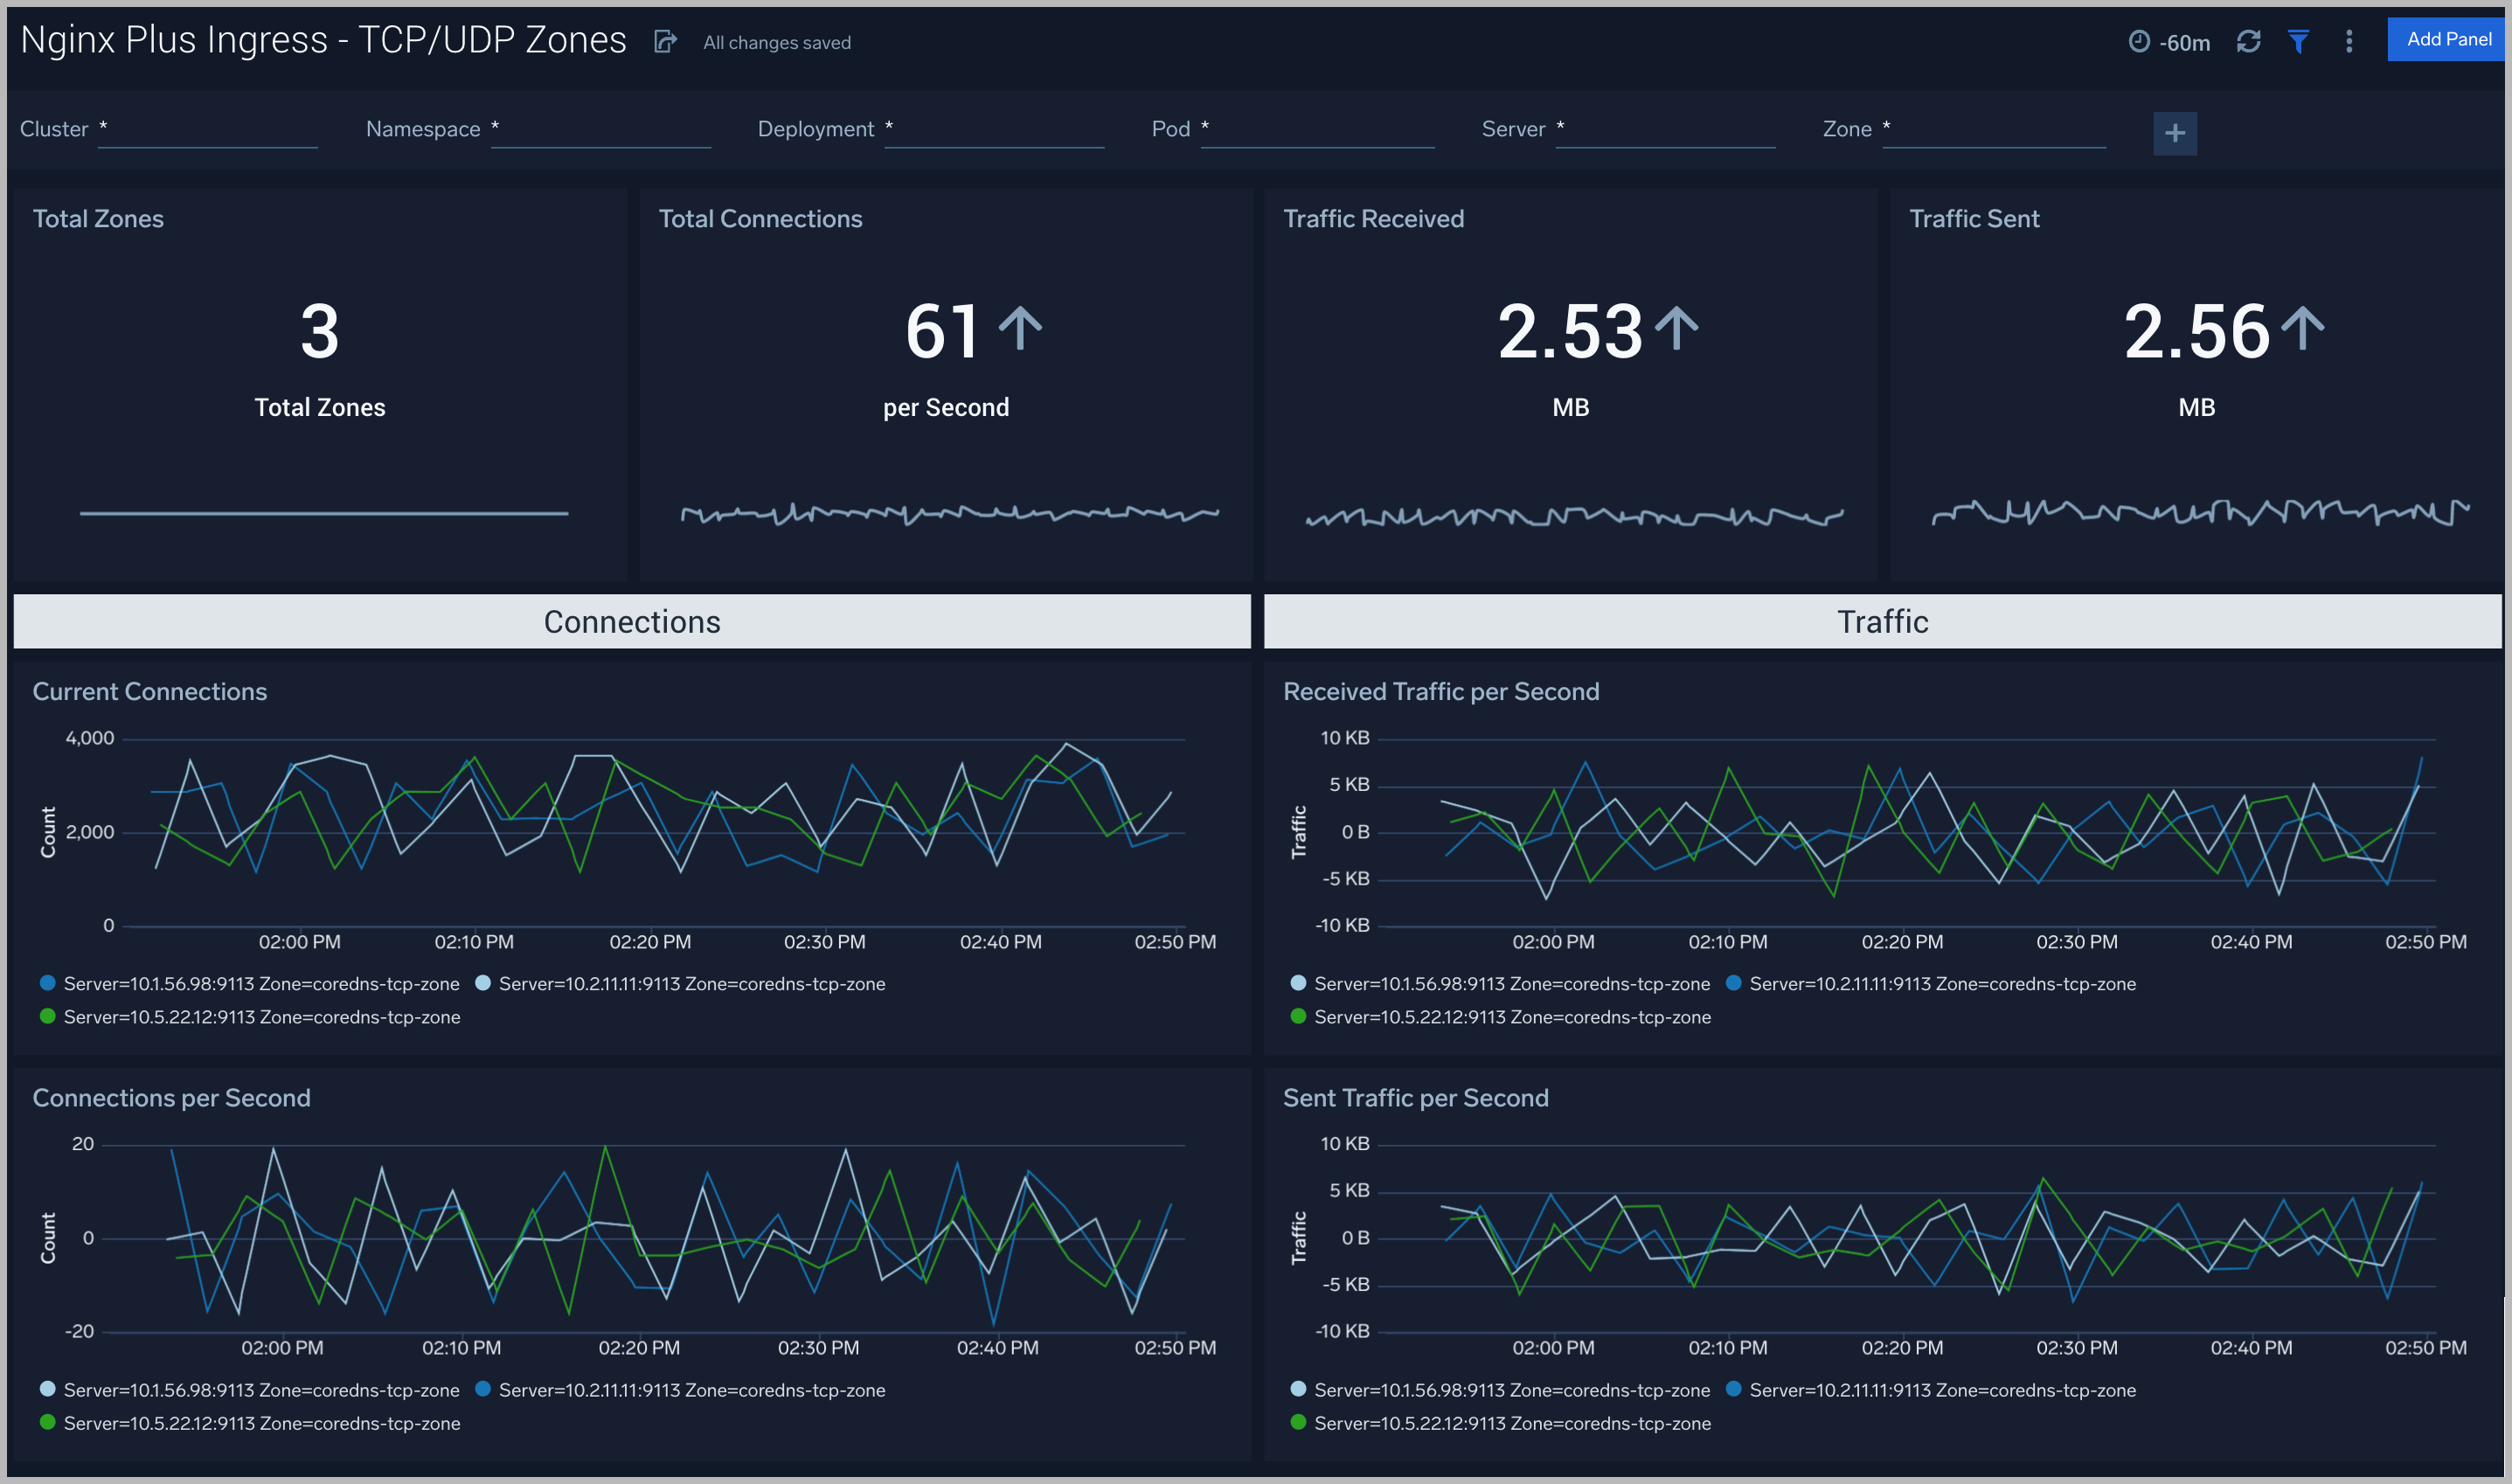 Nginx Plus Ingress - TCP/UDP Zones All changes saved -60m Add Panel
Cluster * Namespace * Deployment * Pod * Server * Zone *
Total Zones
3
Total Zones
Total Connections
61
per Second
Traffic Received
2.53
MB
Traffic Sent
2.56
MB
Connections
Traffic
Current Connections
Count
4,000
2,000
0
02:00 PM 02:10 PM 02:20 PM 02:30 PM 02:40 PM 02:50 PM
Server=10.1.56.98:9113 Zone=coredns-tcp-zone Server=10.2.11.11:9113 Zone=coredns-tcp-zone
Server=10.5.22.12:9113 Zone=coredns-tcp-zone
Received Traffic per Second
Traffic
10 KB
5 KB
0 B
-5 KB
-10 KB
02:00 PM 02:10 PM 02:20 PM 02:30 PM 02:40 PM 02:50 PM
Server=10.1.56.98:9113 Zone=coredns-tcp-zone Server=10.2.11.11:9113 Zone=coredns-tcp-zone
Server=10.5.22.12:9113 Zone=coredns-tcp-zone
Connections per Second
Count
20
0
-20
02:00 PM 02:10 PM 02:20 PM 02:30 PM 02:40 PM 02:50 PM
Server=10.1.56.98:9113 Zone=coredns-tcp-zone Server=10.2.11.11:9113 Zone=coredns-tcp-zone
Server=10.5.22.12:9113 Zone=coredns-tcp-zone
Sent Traffic per Second
Traffic
10 KB
5 KB
0 B
-5 KB
-10 KB
02:00 PM 02:10 PM 02:20 PM 02:30 PM 02:40 PM 02:50 PM
Server=10.1.56.98:9113 Zone=coredns-tcp-zone Server=10.2.11.11:9113 Zone=coredns-tcp-zone
Server=10.5.22.12:9113 Zone=coredns-tcp-zone